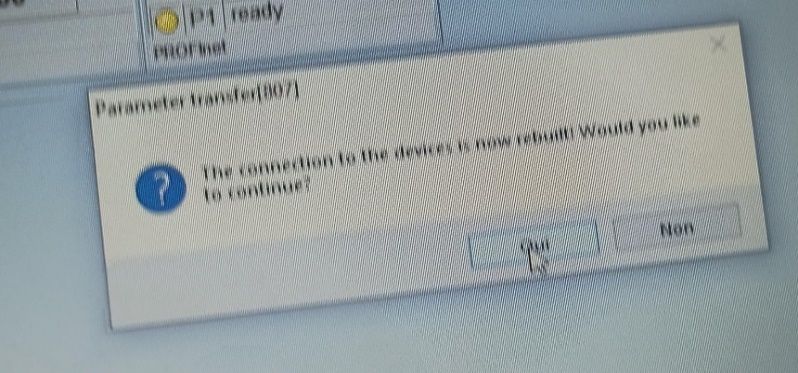 P1 ready
PROFInet
Parameter transfer[807]
The connection to the devices is now rebuilt! Would you like
to continue?
Oui
Non